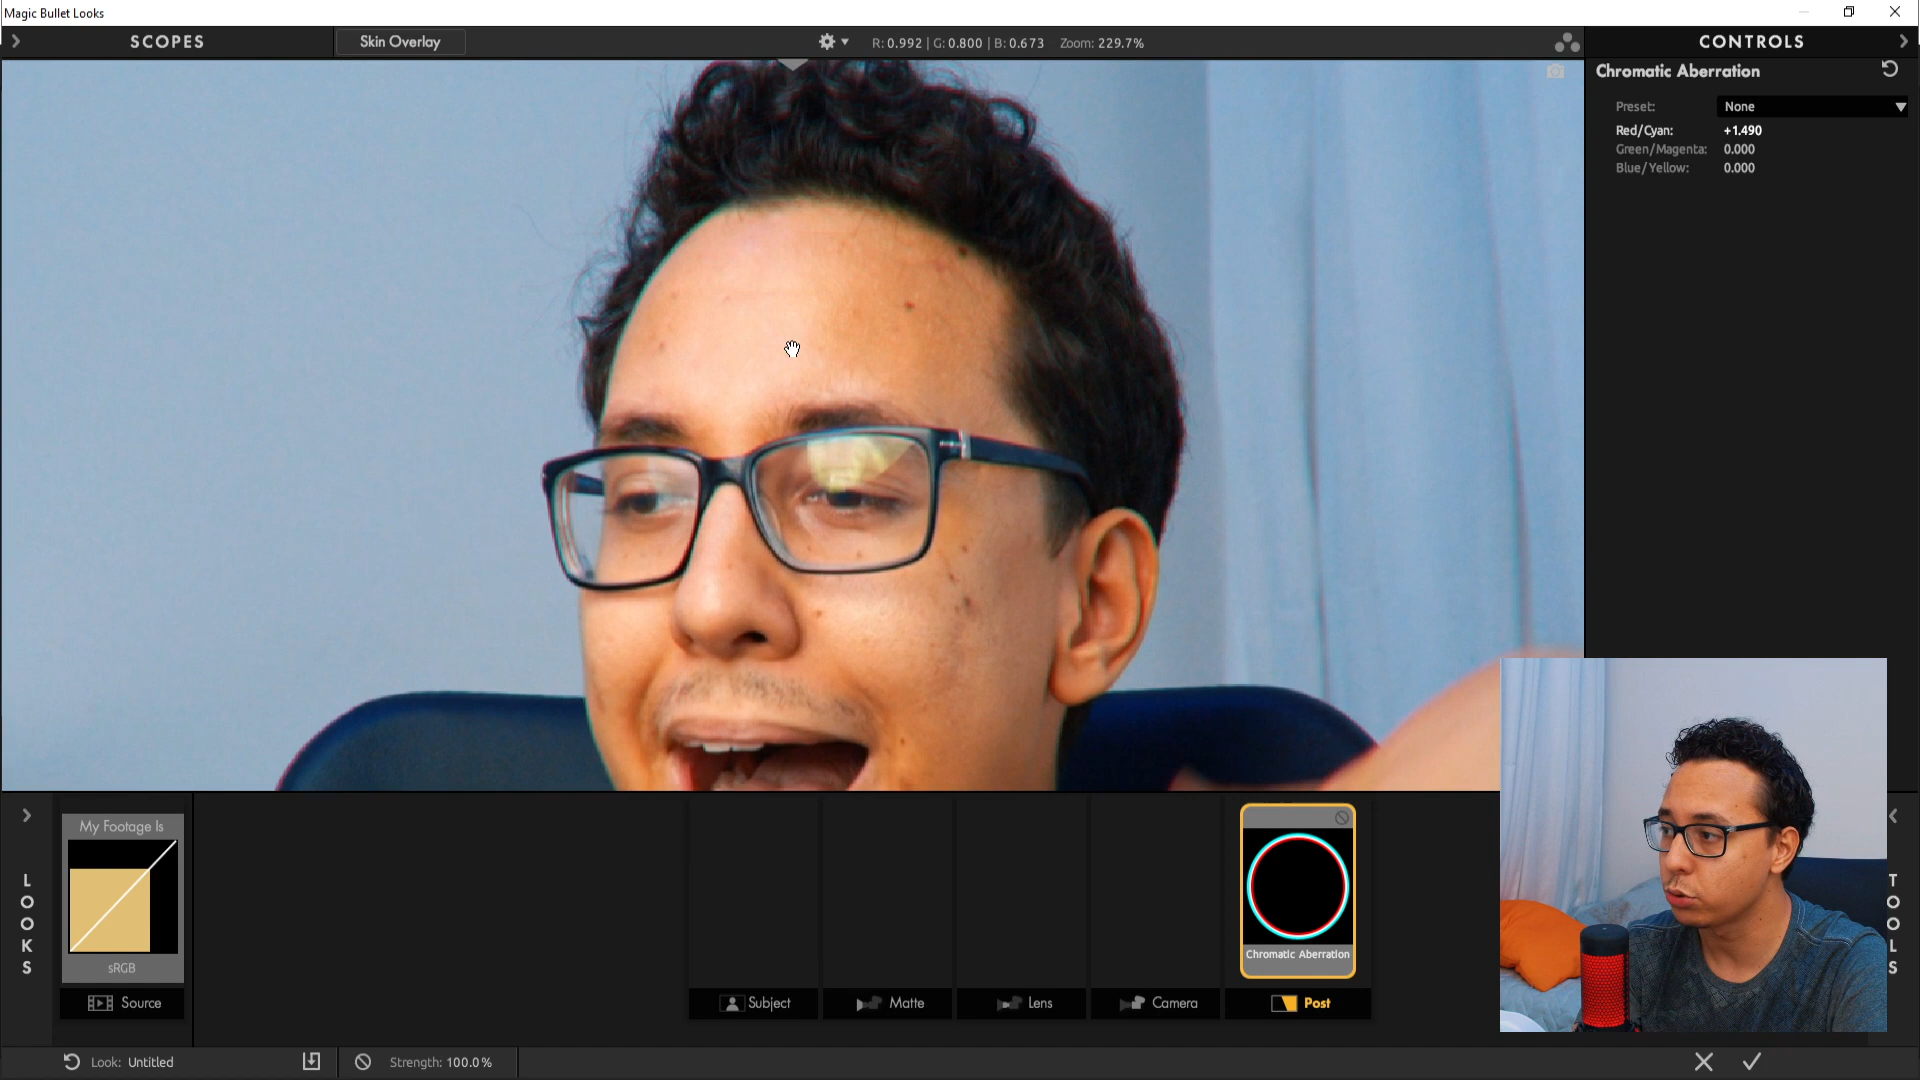 Magic Bullet Looks
SCOPES
Skin Overlay
R: 0.992 | G: 0.800 | B: 0.673 Zoom: 229.7%
CONTROLS
Chromatic Aberration
Preset: None
Red/Cyan: +1.490
Green/Magenta: 0.000
Blue/Yellow: 0.000
LOOKS
My Footage Is
sRGB
Source
Subject
Matte
Lens
Camera
Chromatic Aberration
Post
TOOLS
Look: Untitled
Strength: 100.0%